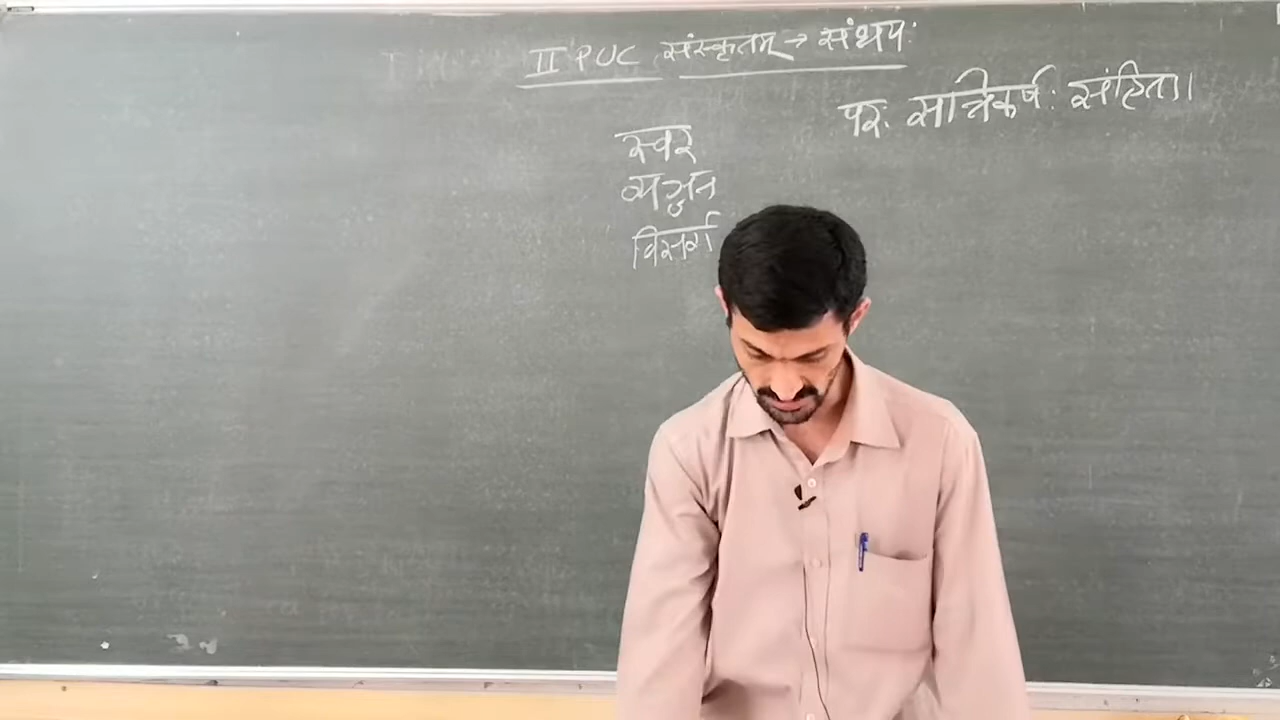 II PUC संस्कृतम् → संधयः
परः सन्निकर्षः संहिता।
स्वर
व्यञ्जन
विसर्ग